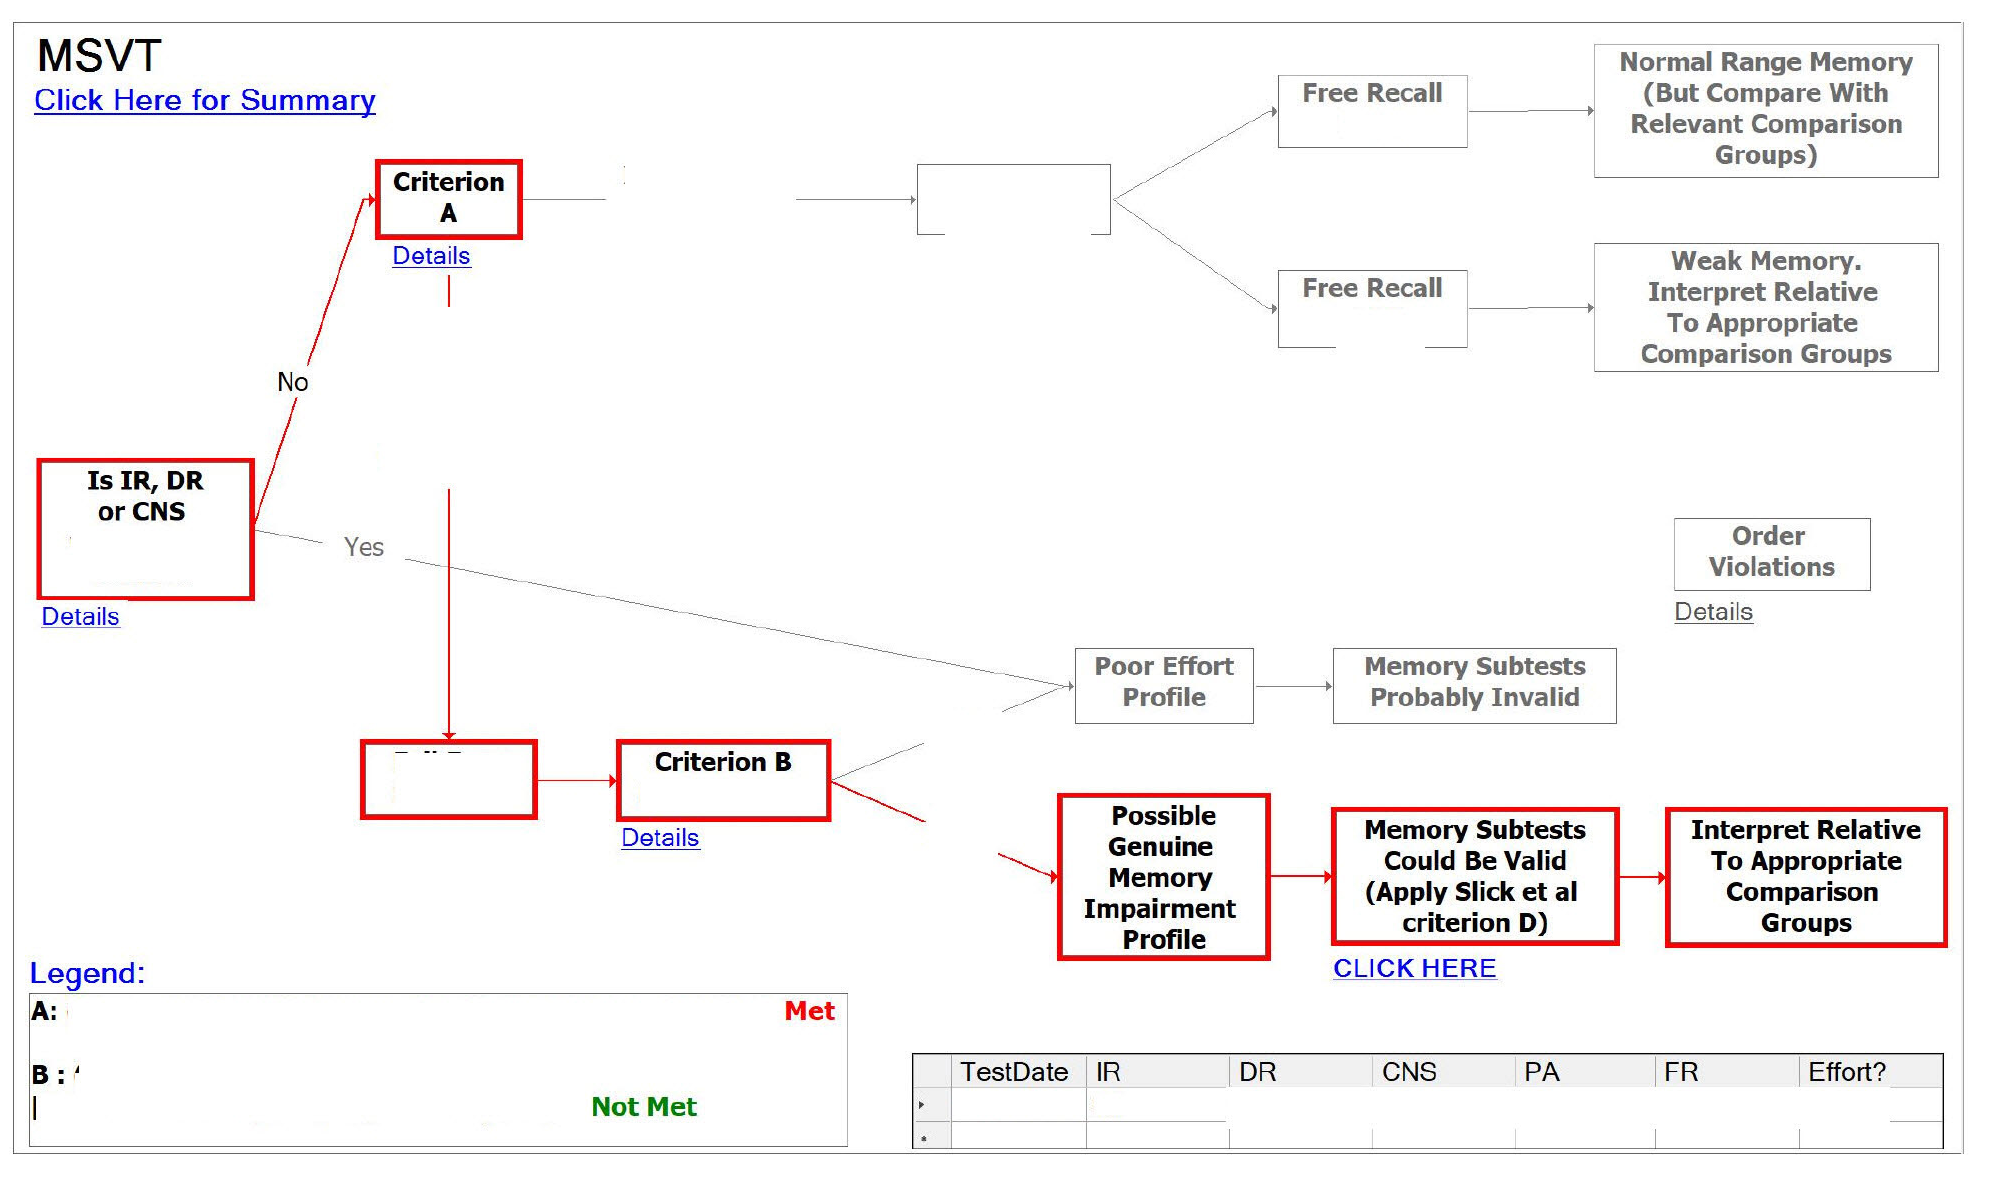 MSVT
Click Here for Summary
Criterion
A
Details
Free Recall
Normal Range Memory
(But Compare With
Relevant Comparison
Groups)
Free Recall
Weak Memory.
Interpret Relative
To Appropriate
Comparison Groups
No
Is IR, DR
or CNS
Details
Yes
Order
Violations
Details
Poor Effort
Profile
Memory Subtests
Probably Invalid
Criterion B
Details
Possible
Genuine
Memory
Impairment
Profile
Memory Subtests
Could Be Valid
(Apply Slick et al
criterion D)
CLICK HERE
Interpret Relative
To Appropriate
Comparison
Groups
Legend:
A: Met
B :
Not Met
TestDate IR DR CNS PA FR Effort?